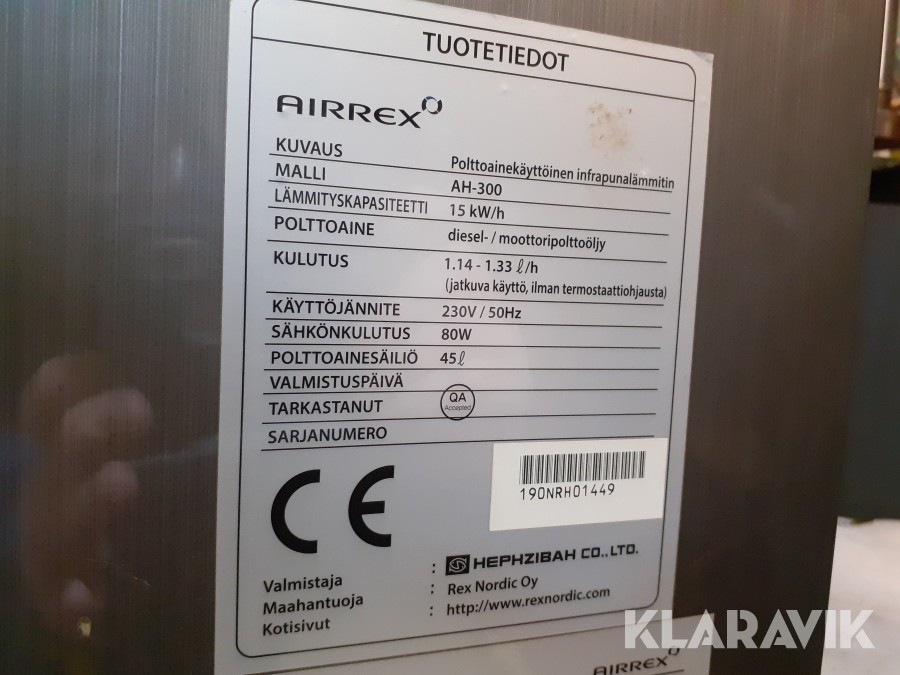 TUOTETIEDOT
AIRREX
KUVAUS Polttoainekäyttöinen infrapunalämmitin
MALLI AH-300
LÄMMITYSKAPASITEETTI 15 kW/h
POLTTOAINE diesel- / moottoripolttoöljy
KULUTUS 1.14 - 1.33 ℓ/h
(jatkuva käyttö, ilman termostaattiohjausta)
KÄYTTÖJÄNNITE 230V / 50Hz
SÄHKÖNKULUTUS 80W
POLTTOAINESÄILIÖ 45ℓ
VALMISTUSPÄIVÄ
TARKASTANUT QA Accepted
SARJANUMERO
190NRH01449
CE
Valmistaja : HEPHZIBAH CO., LTD.
Maahantuoja : Rex Nordic Oy
Kotisivut : http://www.rexnordic.com
KLARAVIK
AIRREX